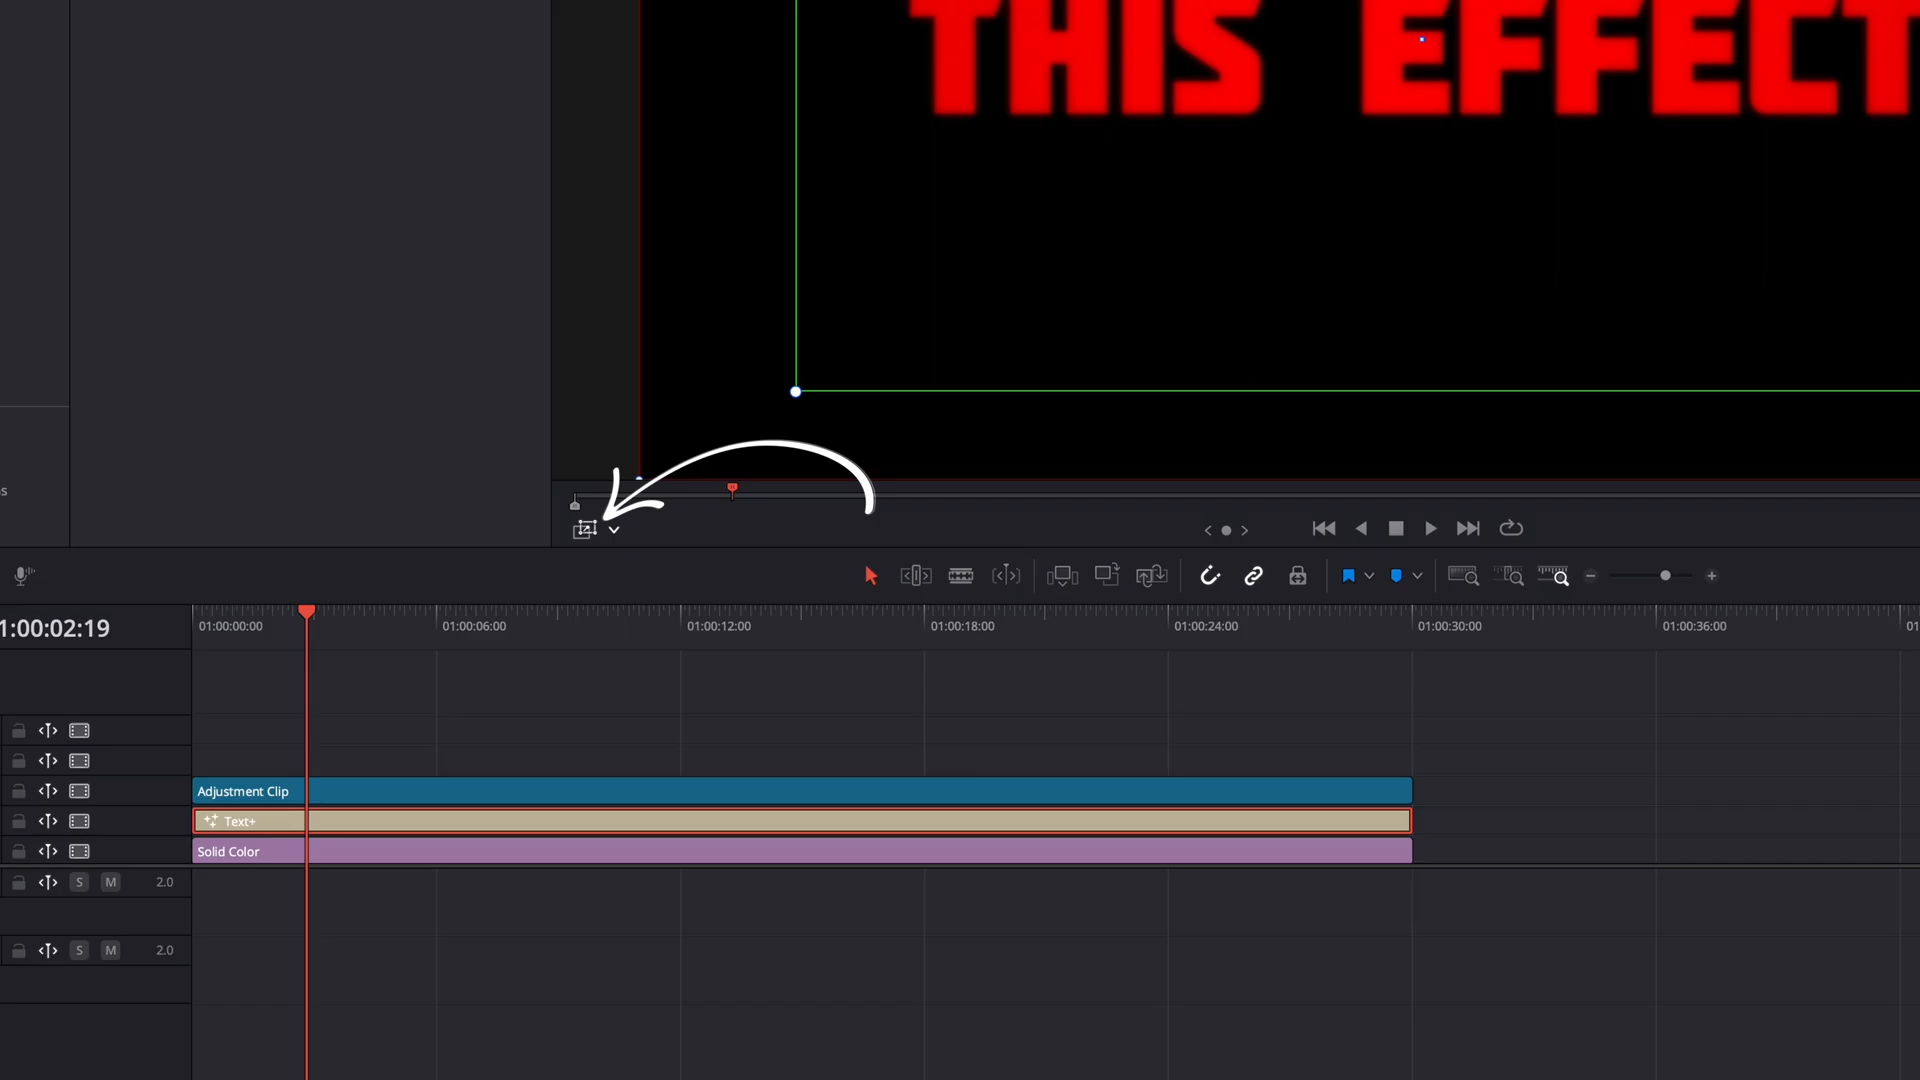 THIS EFFECT
s
1:00:02:19
01:00:00:00
01:00:06:00
01:00:12:00
01:00:18:00
01:00:24:00
01:00:30:00
01:00:36:00
01
Adjustment Clip
Text+
Solid Color
S M 2.0
S M 2.0